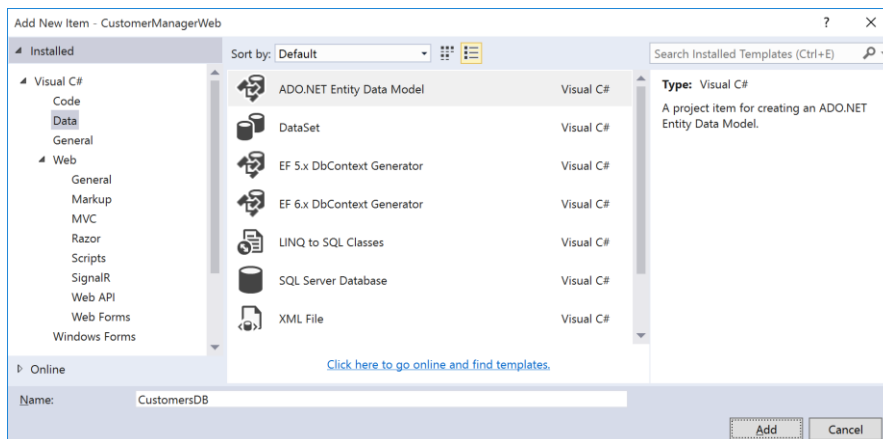 Add New Item - CustomerManagerWeb
Installed
Sort by: Default
Search Installed Templates (Ctrl+E)
Visual C#
Code
Data
General
Web
General
Markup
MVC
Razor
Scripts
SignalR
Web API
Web Forms
Windows Forms
Online
ADO.NET Entity Data Model Visual C#
DataSet Visual C#
EF 5.x DbContext Generator Visual C#
EF 6.x DbContext Generator Visual C#
LINQ to SQL Classes Visual C#
SQL Server Database Visual C#
XML File Visual C#
Click here to go online and find templates.
Type: Visual C#
A project item for creating an ADO.NET
Entity Data Model.
Name: CustomersDB
Add Cancel